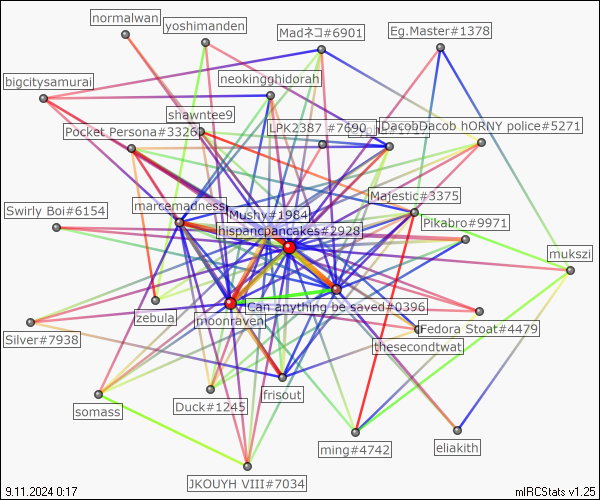 normalwan
yoshimanden
Madネコ#6901
Eg.Master#1378
bigcitysamurai
neokingghidorah
shawntee9
LPK2387 #7690
DacobDacob hORNY police#5271
Pocket Persona#3326
Majestic#3375
marcemadness
Swirly Boi#6154
Mushy#1984
hispancpancakes#2928
Pikabro#9971
mukszi
Can anything be saved#0396
zebula
moonraven
Fedora Stoat#4479
Silver#7938
thesecondtwat
somass
Duck#1245
frisout
ming#4742
eliakith
JKOUYH VIII#7034
9.11.2024 0:17
mIRCStats v1.25